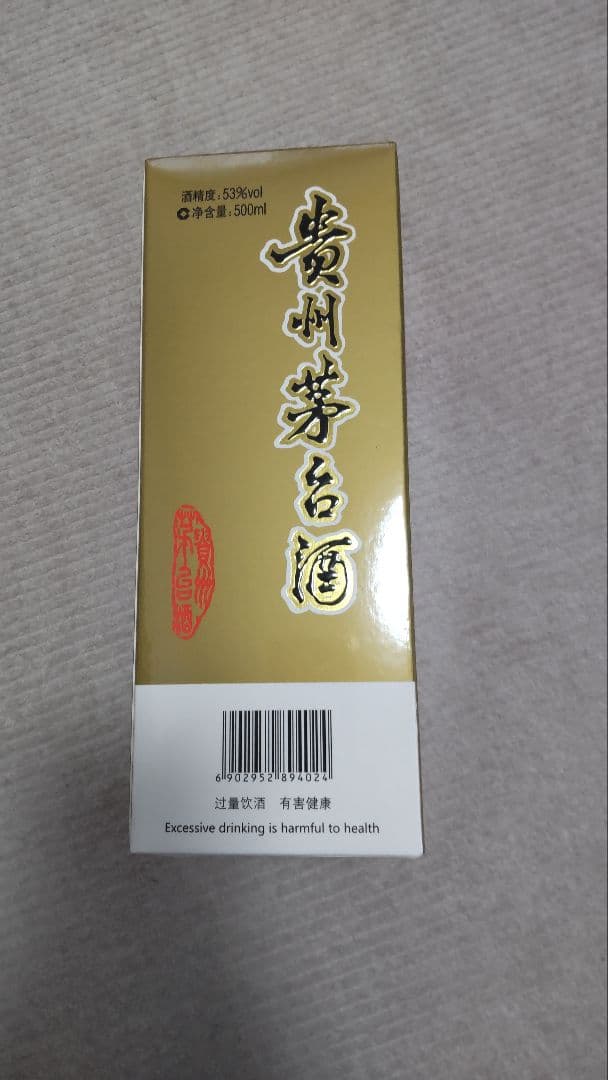 酒精度:53%vol
净含量:500ml
贵州茅台酒
贵州
茅台酒
6902952894024
过量饮酒 有害健康
Excessive drinking is harmful to health